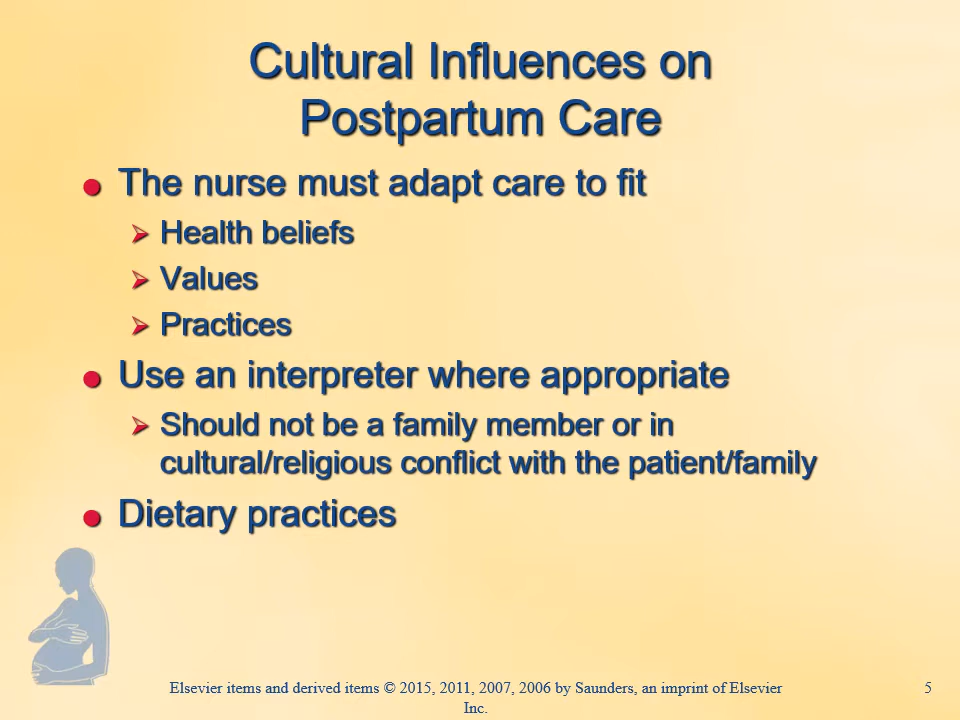 Cultural Influences on
Postpartum Care
The nurse must adapt care to fit
Health beliefs
Values
Practices
Use an interpreter where appropriate
Should not be a family member or in
cultural/religious conflict with the patient/family
Dietary practices
Elsevier items and derived items © 2015, 2011, 2007, 2006 by Saunders, an imprint of Elsevier
Inc.
5